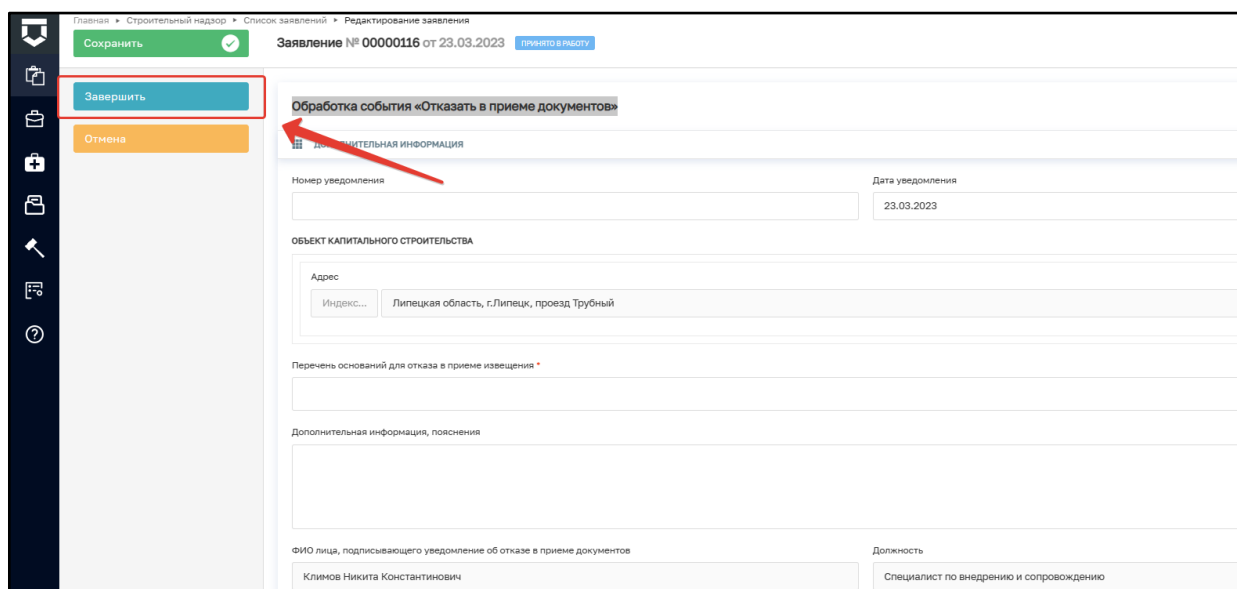 Главная ▸ Строительный надзор ▸ Список заявлений ▸ Редактирование заявления
Сохранить
Заявление № 00000116 от 23.03.2023 ПРИНЯТО В РАБОТУ
Завершить
Обработка события «Отказать в приеме документов»
Отмена
ДОПОЛНИТЕЛЬНАЯ ИНФОРМАЦИЯ
Номер уведомления Дата уведомления
23.03.2023
ОБЪЕКТ КАПИТАЛЬНОГО СТРОИТЕЛЬСТВА
Адрес
Индекс... Липецкая область, г.Липецк, проезд Трубный
Перечень оснований для отказа в приеме извещения *
Дополнительная информация, пояснения
ФИО лица, подписывающего уведомление об отказе в приеме документов Должность
Климов Никита Константинович Специалист по внедрению и сопровождению